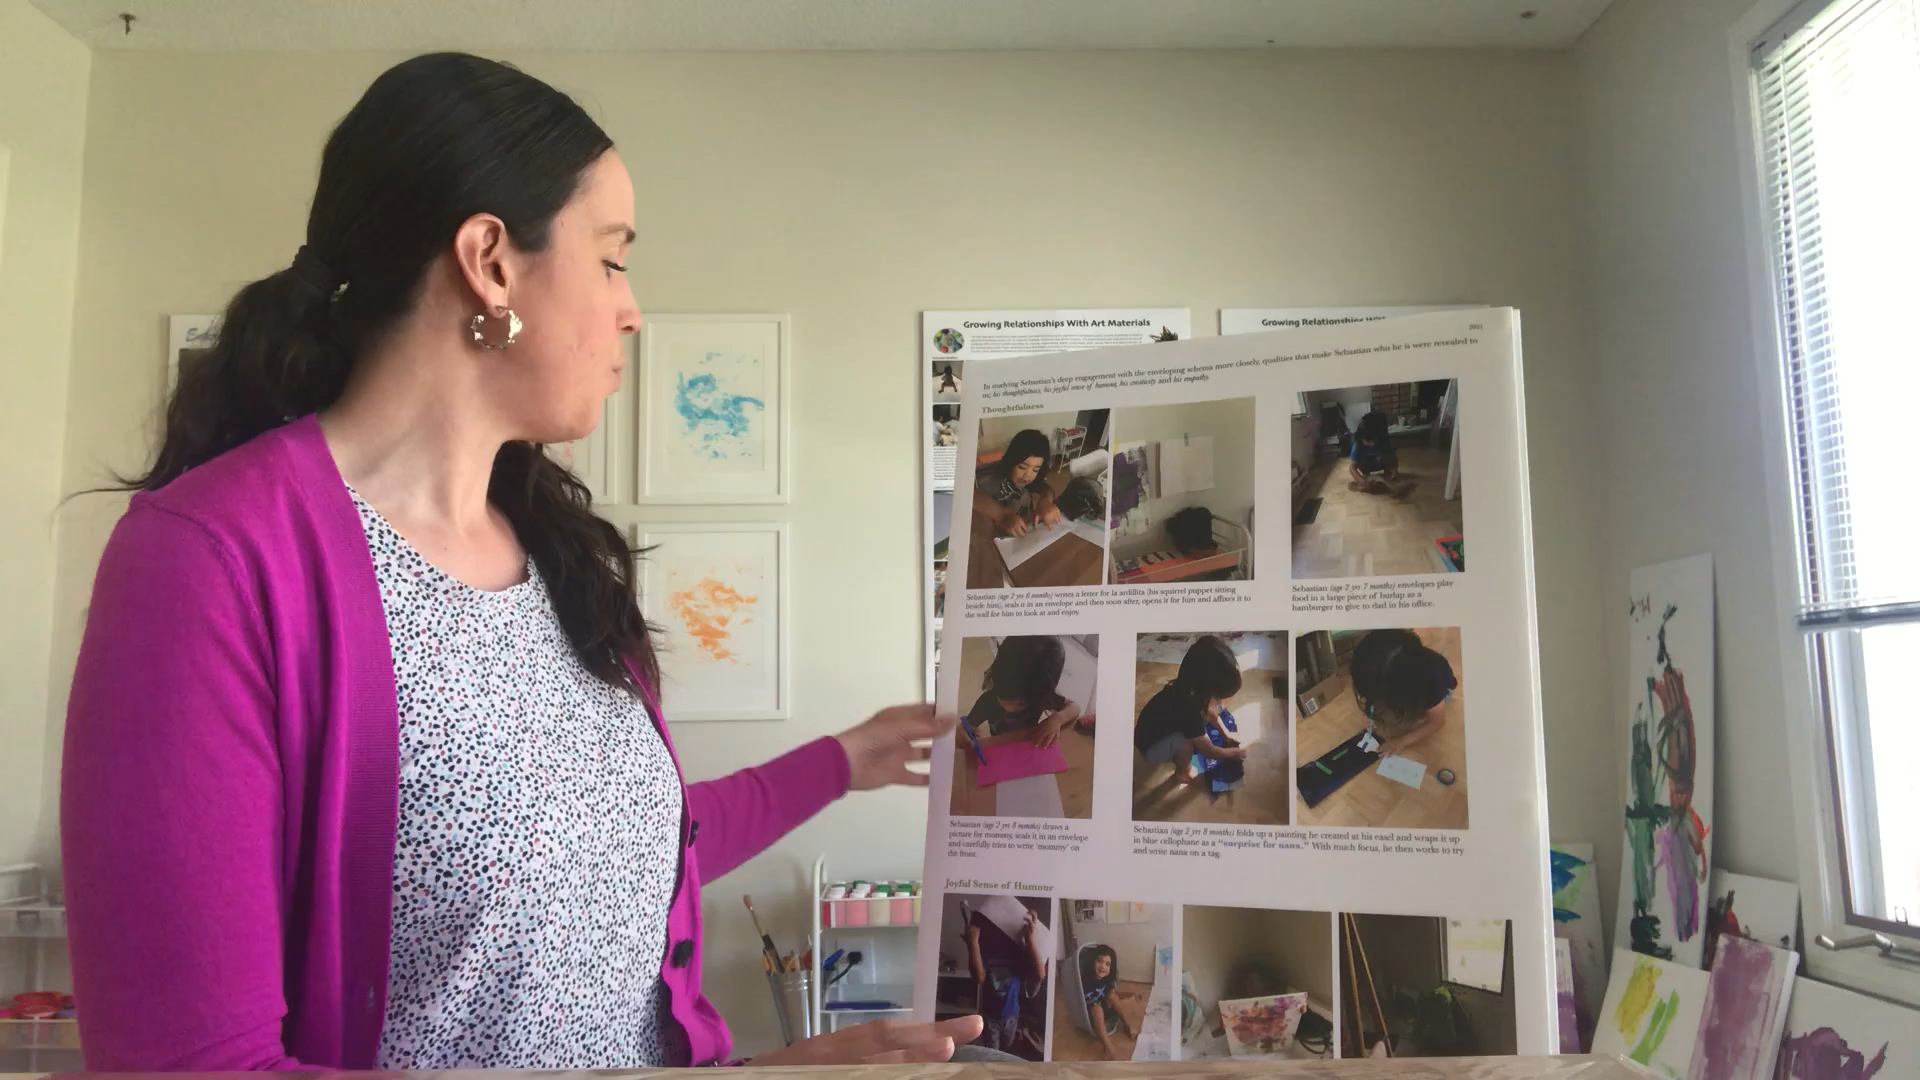 Growing Relationships With Art Materials
Growing Relationships With
2021
In studying Sebastian's deep engagement with the enveloping schema more closely, qualities that make Sebastian who he is were revealed to
us; his thoughtfulness, his joyful sense of humour, his creativity and his empathy.
Thoughtfulness
Sebastian (age 2 yrs 6 months) writes a letter for la ardillita (his squirrel puppet sitting
beside him), seals it in an envelope and then soon after, opens it for him and affixes it to
the wall for him to look at and enjoy.
Sebastian (age 2 yrs 7 months) envelopes play
food in a large piece of burlap as a
hamburger to give to dad in his office.
Sebastian (age 2 yrs 8 months) draws a
picture for mommy, seals it in an envelope
and carefully tries to write 'mommy' on
the front.
Sebastian (age 2 yrs 8 months) folds up a painting he created at his easel and wraps it up
in blue cellophane as a "surprise for nana." With much focus, he then works to try
and write nana on a tag.
Joyful Sense of Humour